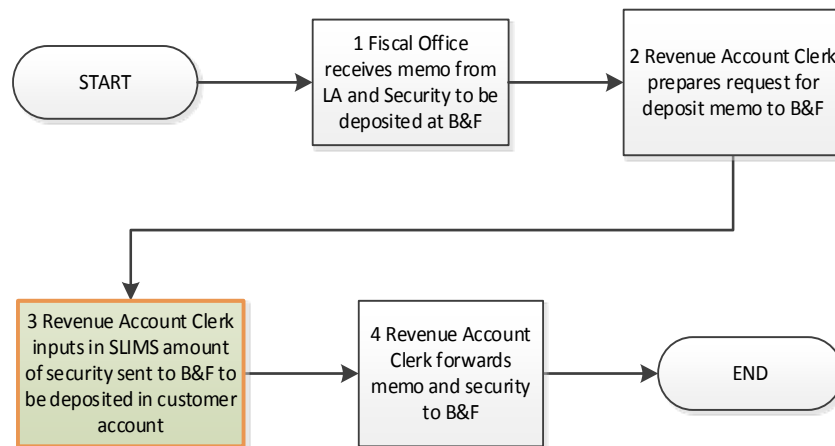 START
1 Fiscal Office
receives memo from
LA and Security to be
deposited at B&F
2 Revenue Account Clerk
prepares request for
deposit memo to B&F
3 Revenue Account Clerk
inputs in SLIMS amount
of security sent to B&F to
be deposited in customer
account
4 Revenue Account
Clerk forwards
memo and security
to B&F
END